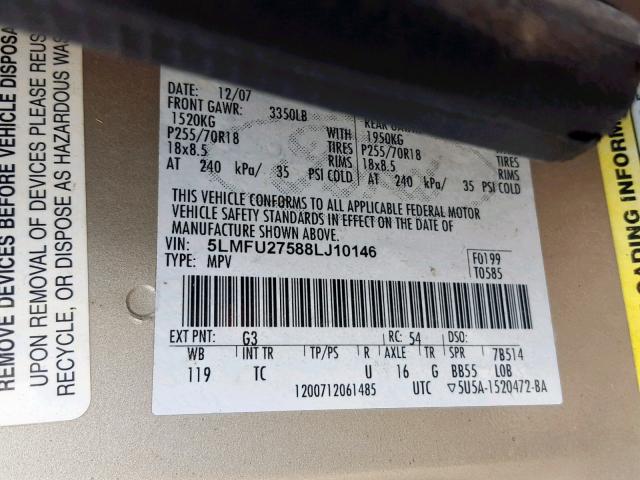 REMOVE DEVICES BEFORE VEHICLE DISPOSA
UPON REMOVAL OF DEVICES PLEASE REUS
RECYCLE, OR DISPOSE AS HAZARDOUS WAS
DATE: 12/07
FRONT GAWR: 3350LB
1520KG WITH
P255/70R18 TIRES
18x8.5 RIMS
AT 240 kPa/ 35 PSI COLD
1950KG WITH
P255/70R18 TIRES
18x8.5 RIMS
AT 240 kPa/ 35 PSI COLD
THIS VEHICLE CONFORMS TO ALL APPLICABLE FEDERAL MOTOR
VEHICLE SAFETY STANDARDS IN EFFECT ON THE DATE OF
MANUFACTURE SHOWN ABOVE.
VIN: 5LMFU27588LJ10146
TYPE: MPV
F0199
T0585
EXT PNT: G3 RC: 54 DSO:
WB INT TR TP/PS R AXLE TR SPR 7B514
119 TC U 16 G BB55 LOB
1200712061485 UTC ▽5U5A-1520472-BA
OADING INFORM